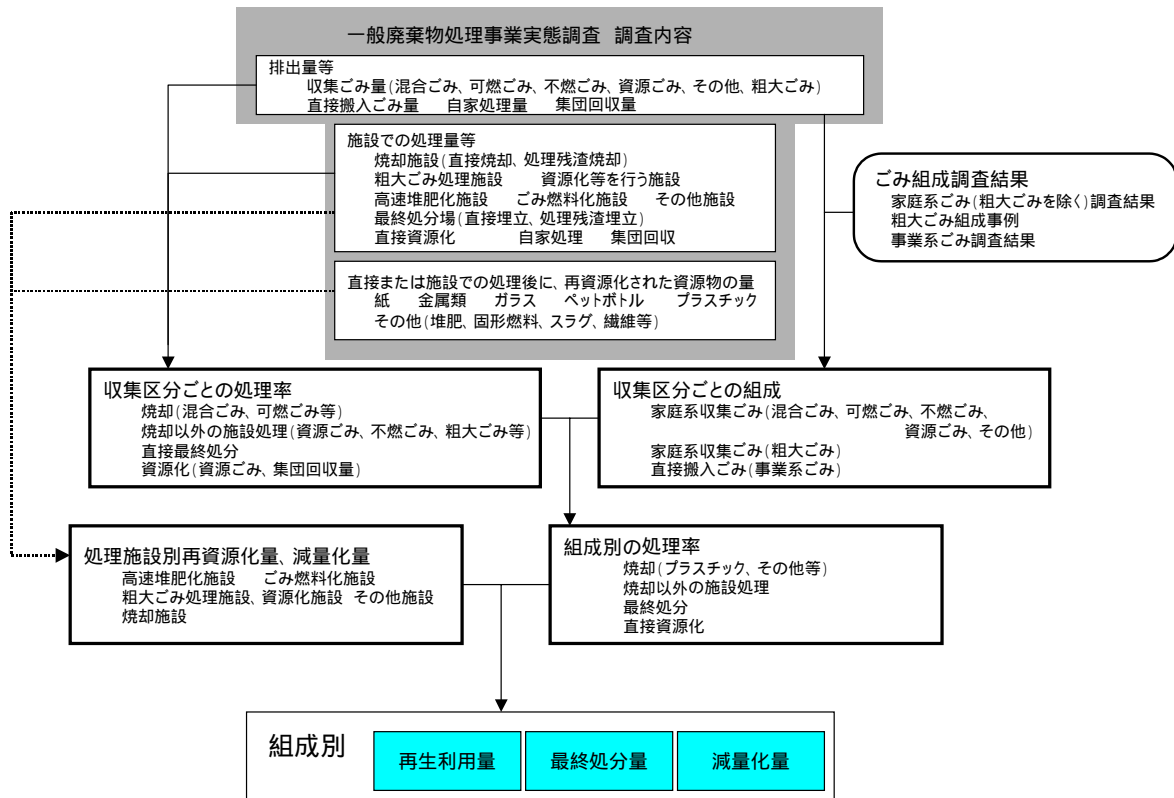 一般廃棄物処理事業実態調査 調査内容
排出量等
収集ごみ量(混合ごみ、可燃ごみ、不燃ごみ、資源ごみ、その他、粗大ごみ)
直接搬入ごみ量 自家処理量 集団回収量
施設での処理量等
焼却施設(直接焼却、処理残渣焼却)
粗大ごみ処理施設 資源化等を行う施設
高速堆肥化施設 ごみ燃料化施設 その他施設
最終処分場(直接埋立、処理残渣埋立)
直接資源化 自家処理 集団回収
ごみ組成調査結果
家庭系ごみ(粗大ごみを除く)調査結果
粗大ごみ組成事例
事業系ごみ調査結果
直接または施設での処理後に、再資源化された資源物の量
紙 金属類 ガラス ペットボトル プラスチック
その他(堆肥、固形燃料、スラグ、繊維等)
収集区分ごとの処理率
焼却(混合ごみ、可燃ごみ等)
焼却以外の施設処理(資源ごみ、不燃ごみ、粗大ごみ等)
直接最終処分
資源化(資源ごみ、集団回収量)
収集区分ごとの組成
家庭系収集ごみ(混合ごみ、可燃ごみ、不燃ごみ、
資源ごみ、その他)
家庭系収集ごみ(粗大ごみ)
直接搬入ごみ(事業系ごみ)
処理施設別再資源化量、減量化量
高速堆肥化施設 ごみ燃料化施設
粗大ごみ処理施設、資源化施設 その他施設
焼却施設
組成別の処理率
焼却(プラスチック、その他等)
焼却以外の施設処理
最終処分
直接資源化
組成別
再生利用量 最終処分量 減量化量